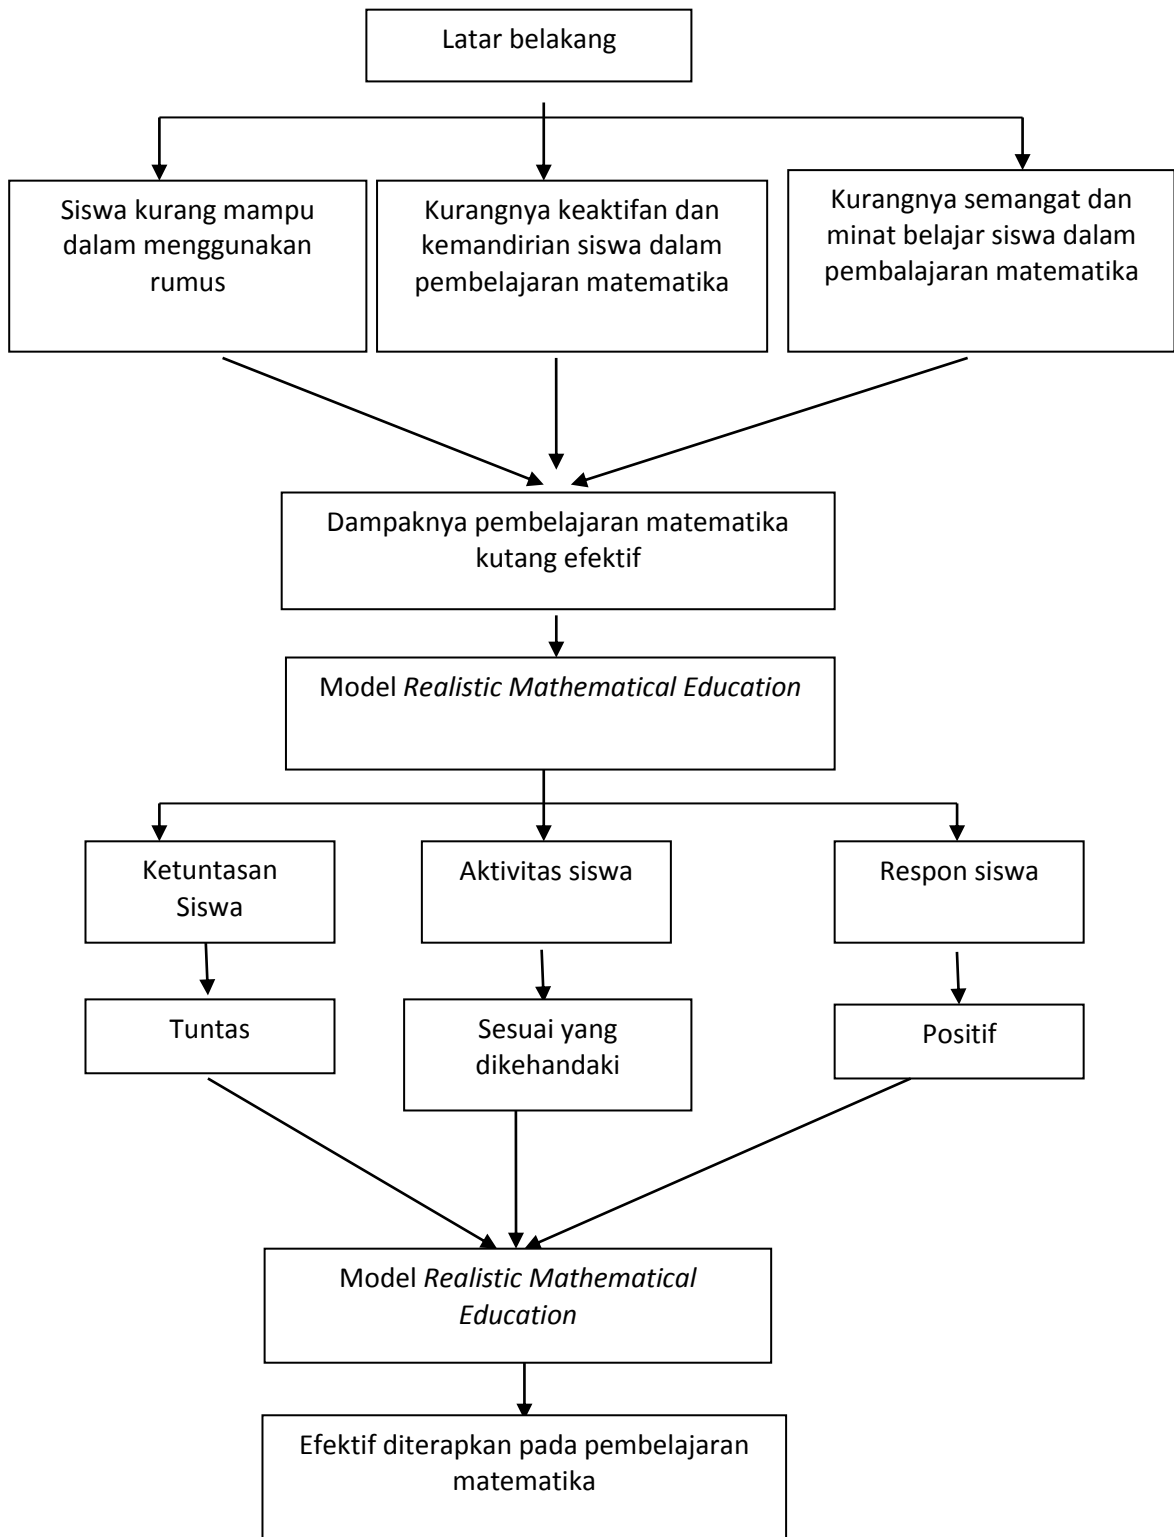 Latar belakang
Siswa kurang mampu
dalam menggunakan
rumus
Kurangnya keaktifan dan
kemandirian siswa dalam
pembelajaran matematika
Kurangnya semangat dan
minat belajar siswa dalam
pembalajaran matematika
Dampaknya pembelajaran matematika
kutang efektif
Model Realistic Mathematical Education
Ketuntasan
Siswa
Aktivitas siswa
Respon siswa
Tuntas
Sesuai yang
dikehandaki
Positif
Model Realistic Mathematical
Education
Efektif diterapkan pada pembelajaran
matematika